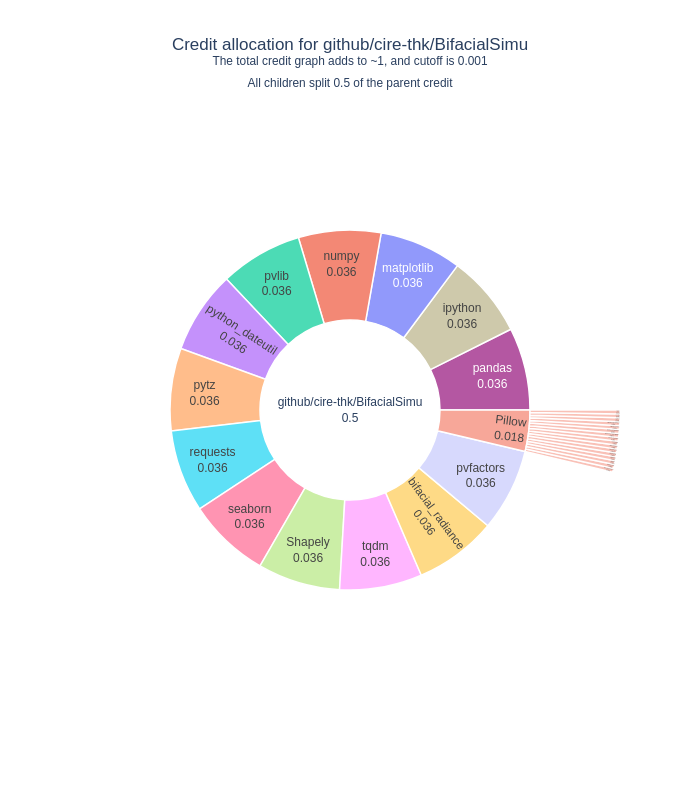 Credit allocation for github/cire-thk/BifacialSimu
The total credit graph adds to ~1, and cutoff is 0.001
All children split 0.5 of the parent credit
numpy
0.036
matplotlib
0.036
ipython
0.036
pandas
0.036
Pillow
0.018
pvfactors
0.036
bifacial_radiance
0.036
tqdm
0.036
Shapely
0.036
seaborn
0.036
requests
0.036
pytz
0.036
python_dateutil
0.036
pvlib
0.036
github/cire-thk/BifacialSimu
0.5